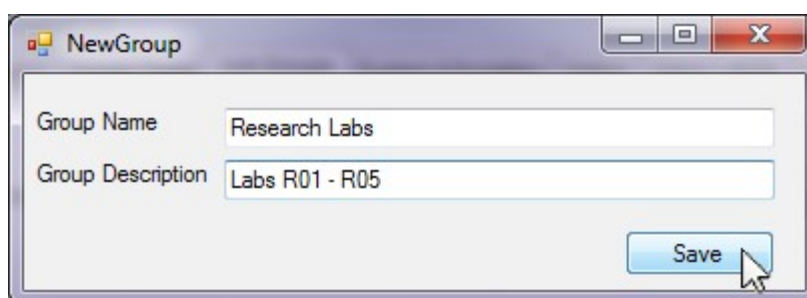 NewGroup
Group Name
Research Labs
Group Description
Labs R01 - R05
Save